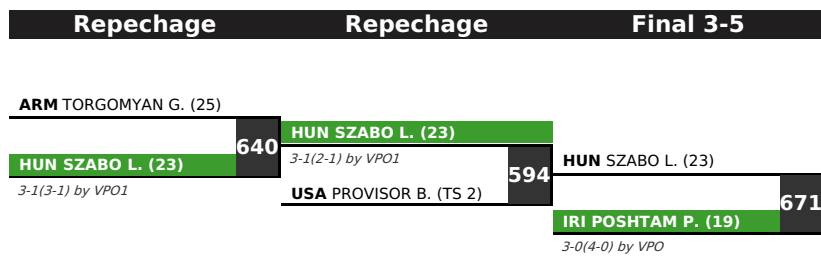 Repechage
Repechage
Final 3-5
ARM TORGOMYAN G. (25)
640
HUN SZABO L. (23)
3-1(3-1) by VPO1
HUN SZABO L. (23)
3-1(2-1) by VPO1
594
USA PROVISOR B. (TS 2)
HUN SZABO L. (23)
671
IRI POSHTAM P. (19)
3-0(4-0) by VPO